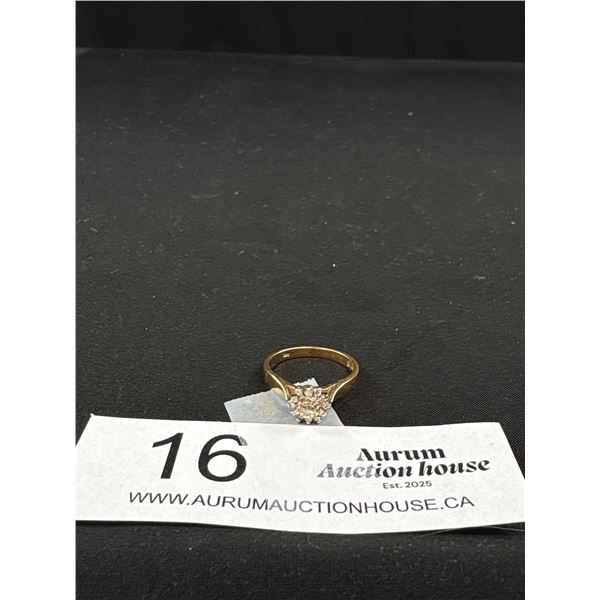 16
Aurum
Auction house
Est. 2025
WWW.AURUMAUCTIONHOUSE.CA